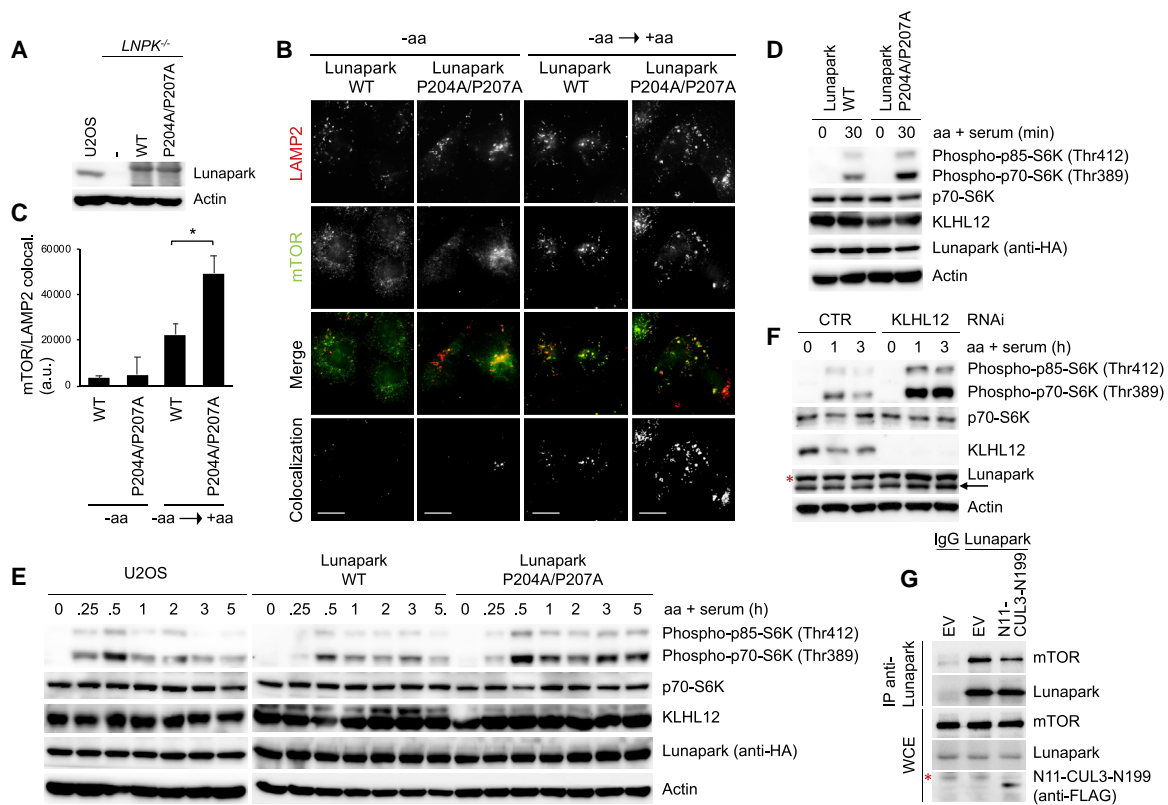 A
LNPK-/-
U2OS
-
WT
P204A/P207A
Lunapark
Actin
B
-aa
-aa → +aa
Lunapark WT
Lunapark P204A/P207A
Lunapark WT
Lunapark P204A/P207A
LAMP2
mTOR
Merge
Colocalization
C
mTOR/LAMP2 colocal.
(a.u.)
60000
40000
20000
0
*
WT
P204A/P207A
WT
P204A/P207A
-aa
-aa → +aa
D
Lunapark WT
Lunapark P204A/P207A
0 30 0 30 aa + serum (min)
Phospho-p85-S6K (Thr412)
Phospho-p70-S6K (Thr389)
p70-S6K
KLHL12
Lunapark (anti-HA)
Actin
F
CTR KLHL12 RNAi
0 1 3 0 1 3 aa + serum (h)
Phospho-p85-S6K (Thr412)
Phospho-p70-S6K (Thr389)
p70-S6K
KLHL12
* Lunapark
Actin
E
U2OS
Lunapark WT
Lunapark P204A/P207A
0 .25 .5 1 2 3 5 0 .25 .5 1 2 3 5. 0 .25 .5 1 2 3 5 aa + serum (h)
Phospho-p85-S6K (Thr412)
Phospho-p70-S6K (Thr389)
p70-S6K
KLHL12
Lunapark (anti-HA)
Actin
G
IgG Lunapark
EV
EV
N11-CUL3-N199
IP anti-Lunapark
mTOR
Lunapark
WCE
mTOR
Lunapark
* N11-CUL3-N199
(anti-FLAG)